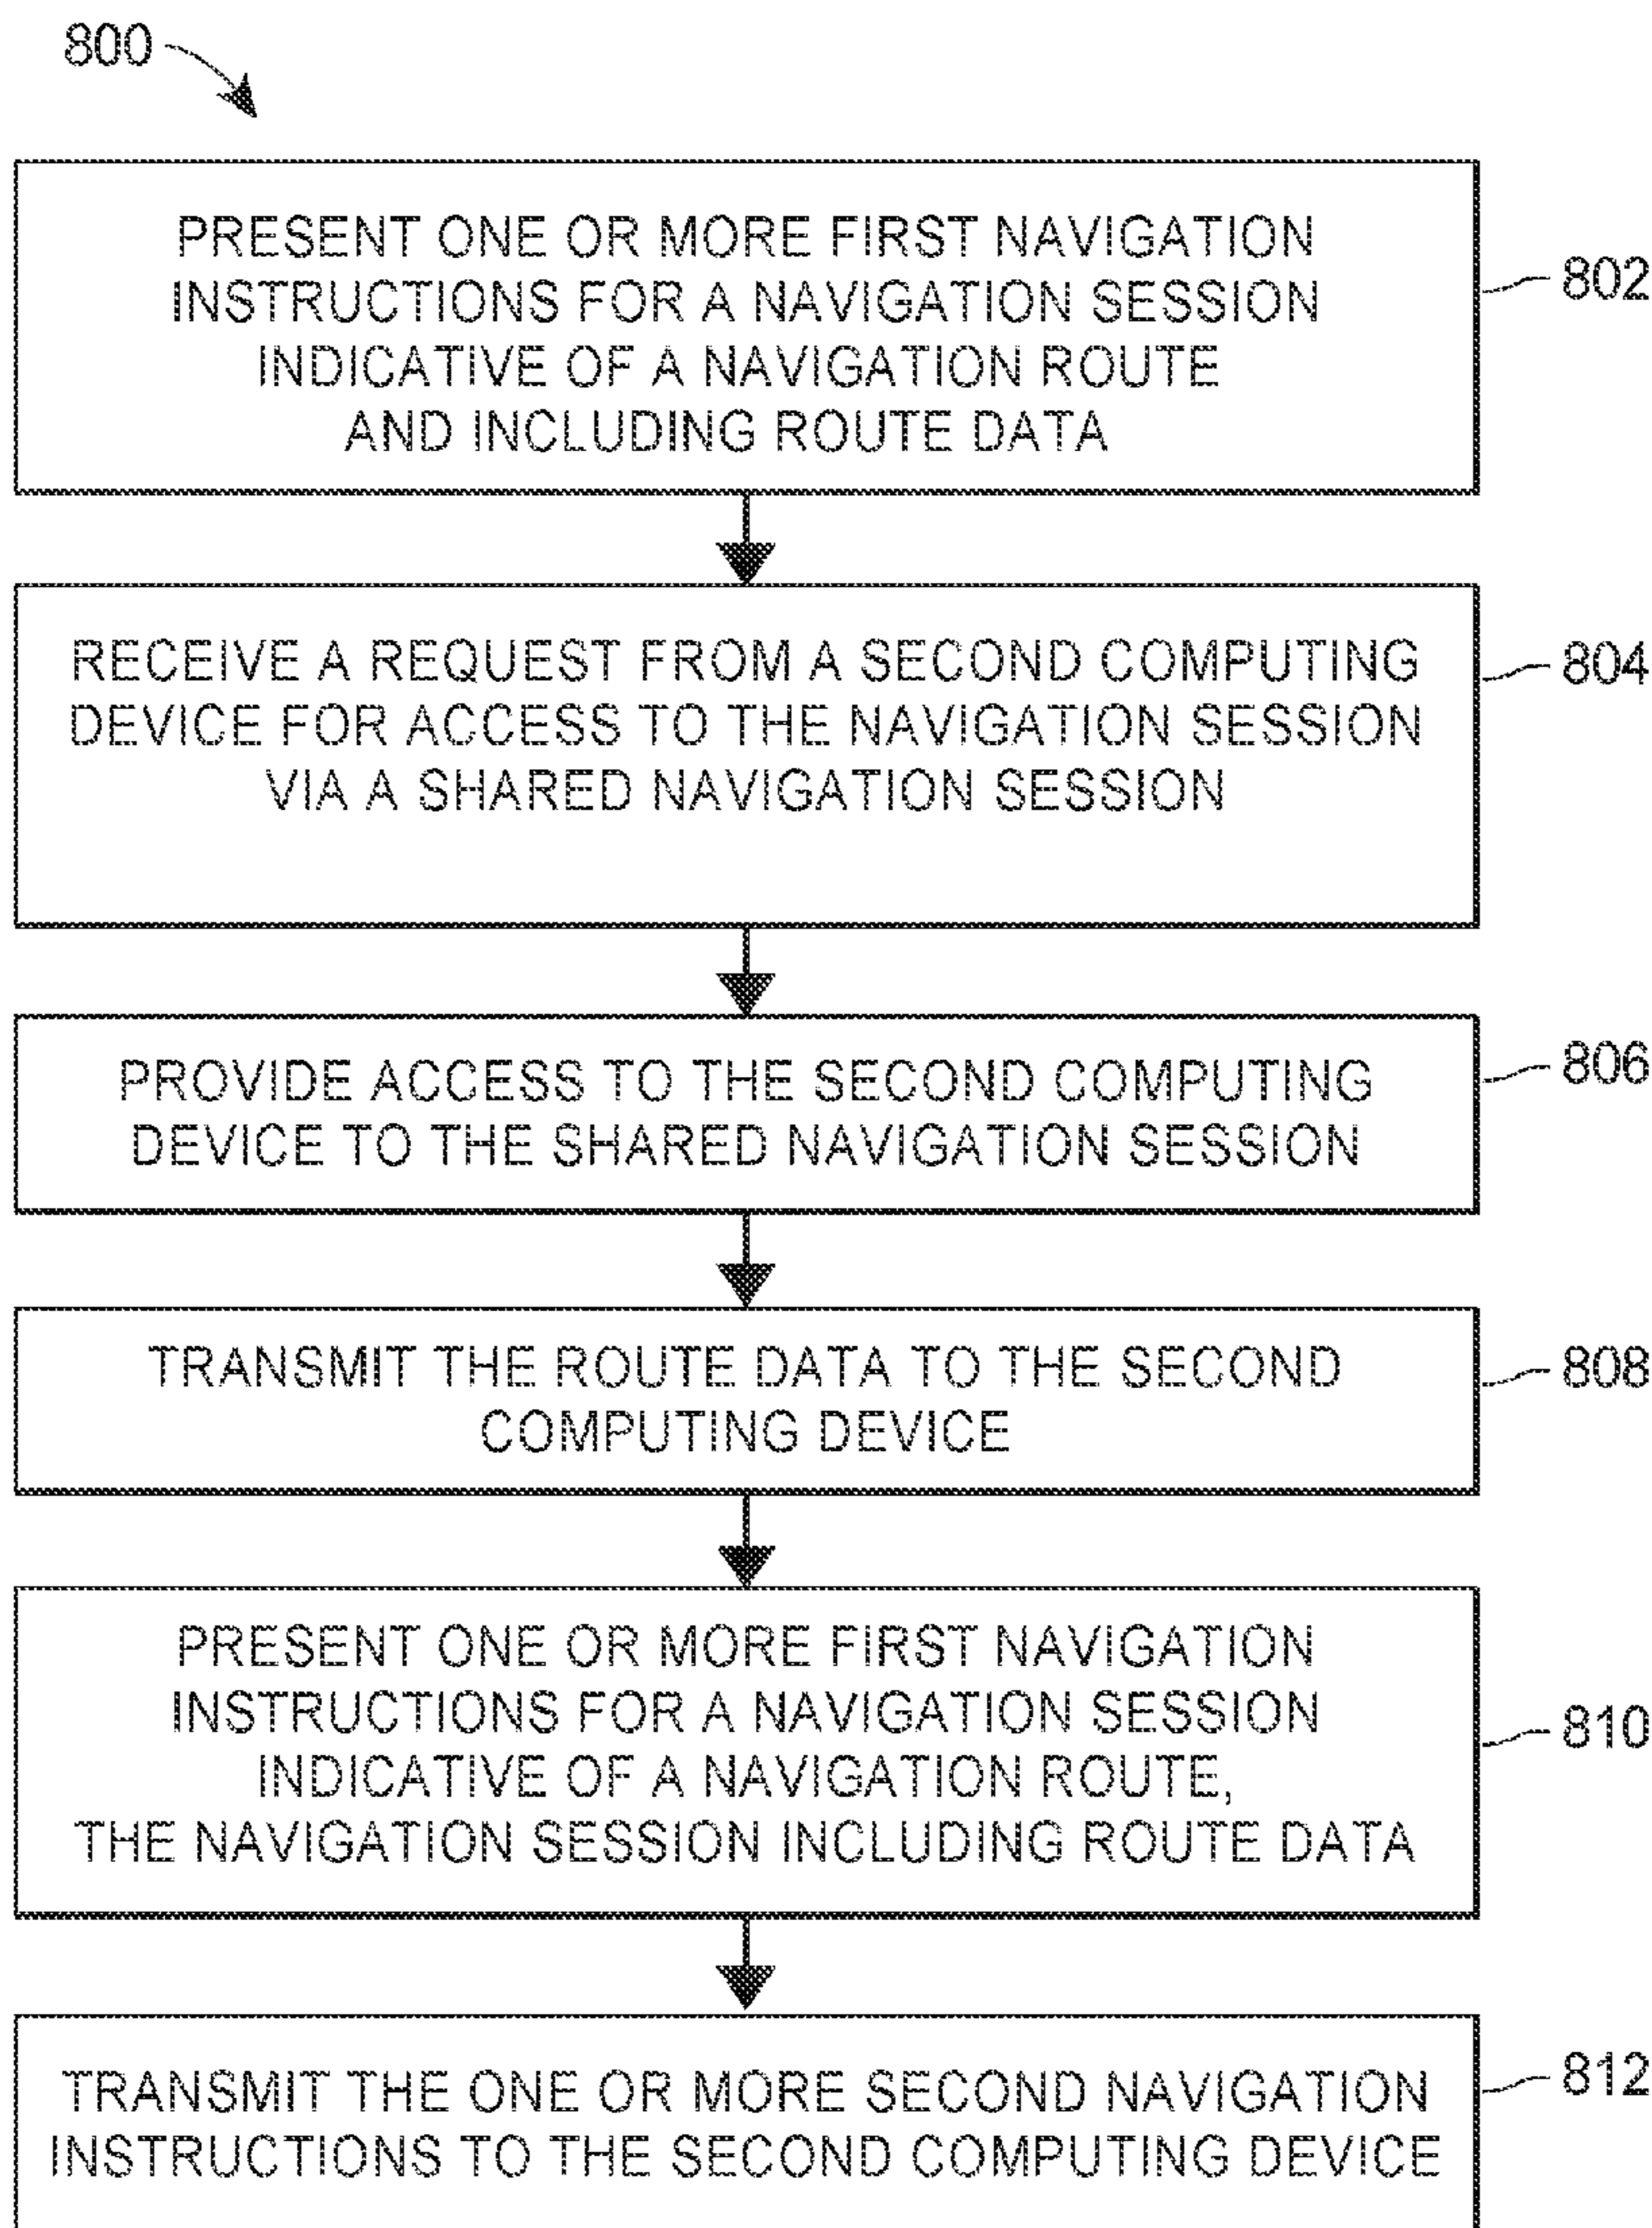 800
PRESENT ONE OR MORE FIRST NAVIGATION
INSTRUCTIONS FOR A NAVIGATION SESSION
INDICATIVE OF A NAVIGATION ROUTE
AND INCLUDING ROUTE DATA
802
RECEIVE A REQUEST FROM A SECOND COMPUTING
DEVICE FOR ACCESS TO THE NAVIGATION SESSION
VIA A SHARED NAVIGATION SESSION
804
PROVIDE ACCESS TO THE SECOND COMPUTING
DEVICE TO THE SHARED NAVIGATION SESSION
806
TRANSMIT THE ROUTE DATA TO THE SECOND
COMPUTING DEVICE
808
PRESENT ONE OR MORE FIRST NAVIGATION
INSTRUCTIONS FOR A NAVIGATION SESSION
INDICATIVE OF A NAVIGATION ROUTE,
THE NAVIGATION SESSION INCLUDING ROUTE DATA
810
TRANSMIT THE ONE OR MORE SECOND NAVIGATION
INSTRUCTIONS TO THE SECOND COMPUTING DEVICE
812